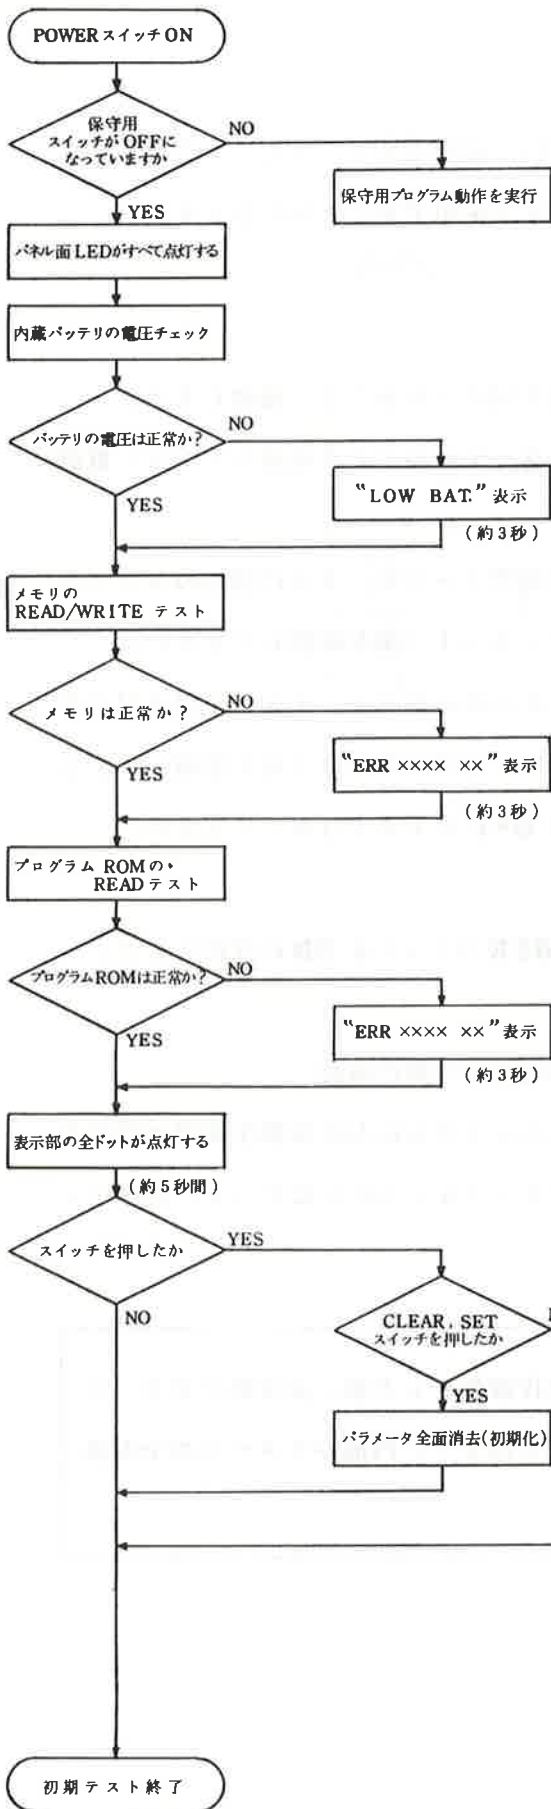 POWERスイッチON
保守用
スイッチがOFFに
なっていますか
NO
保守用プログラム動作を実行
YES
パネル面LEDがすべて点灯する
内蔵バッテリの電圧チェック
バッテリの電圧は正常か?
NO
“LOW BAT.”表示
(約3秒)
YES
メモリの
READ/WRITE テスト
メモリは正常か?
NO
“ERR ×××× ××”表示
(約3秒)
YES
プログラム ROMの
READテスト
プログラムROMは正常か?
NO
“ERR ×××× ××”表示
(約3秒)
YES
表示部の全ドットが点灯する
(約5秒間)
スイッチを押したか
YES
NO
CLEAR, SET
スイッチを押したか
YES
パラメータ全面消去(初期化)
初期テスト終了